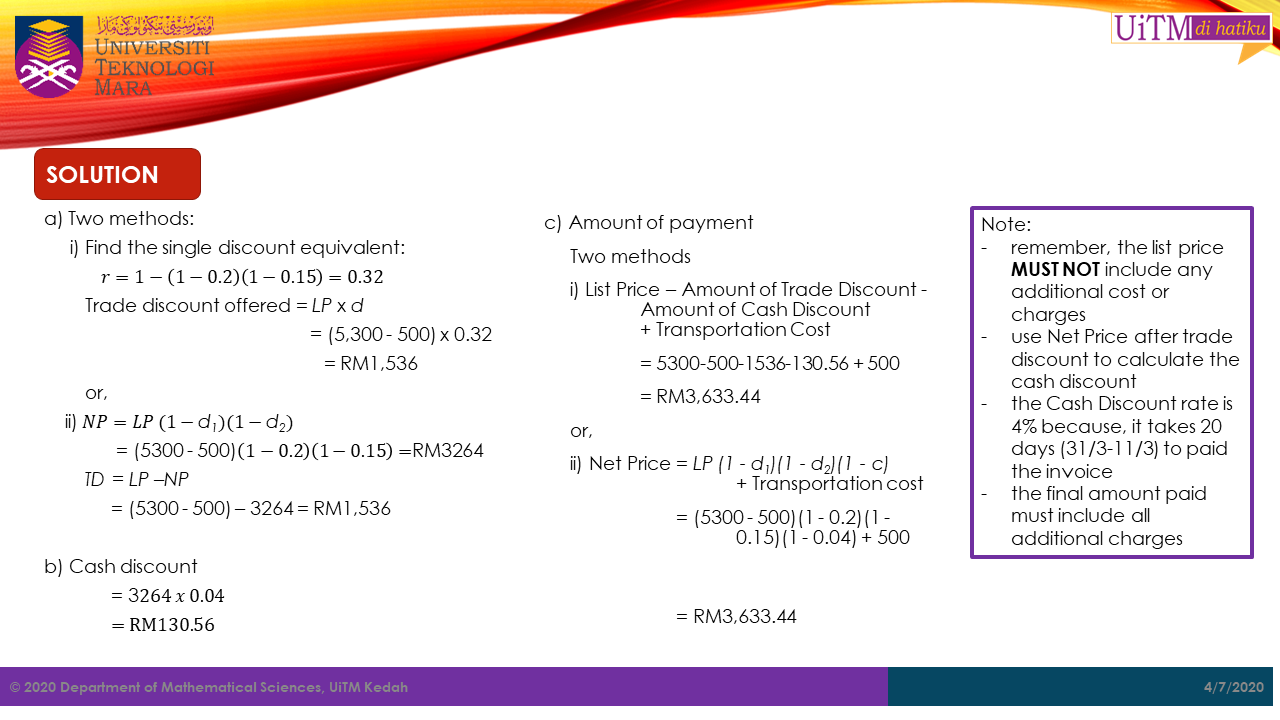 UNIVERSITI
TEKNOLOGI
MARA
UiTM di hatiku
SOLUTION
a) Two methods:
i) Find the single discount equivalent:
𝑟 = 1 − (1 − 0.2)(1 − 0.15) = 0.32
Trade discount offered = LP x d
= (5,300 - 500) x 0.32
= RM1,536
or,
ii) 𝑁𝑃 = 𝐿𝑃 (1 − d₁)(1 − d₂)
= (5300 - 500)(1 − 0.2)(1 − 0.15) =RM3264
TD = LP –NP
= (5300 - 500) – 3264 = RM1,536
b) Cash discount
= 3264 𝑥 0.04
= RM130.56
c) Amount of payment
Two methods
i) List Price – Amount of Trade Discount -
Amount of Cash Discount
+ Transportation Cost
= 5300-500-1536-130.56 + 500
= RM3,633.44
or,
ii) Net Price = LP (1 - d₁)(1 - d₂)(1 - c)
+ Transportation cost
= (5300 - 500)(1 - 0.2)(1 -
0.15)(1 - 0.04) + 500
= RM3,633.44
Note:
- remember, the list price
MUST NOT include any
additional cost or
charges
- use Net Price after trade
discount to calculate the
cash discount
- the Cash Discount rate is
4% because, it takes 20
days (31/3-11/3) to paid
the invoice
- the final amount paid
must include all
additional charges
© 2020 Department of Mathematical Sciences, UiTM Kedah
4/7/2020